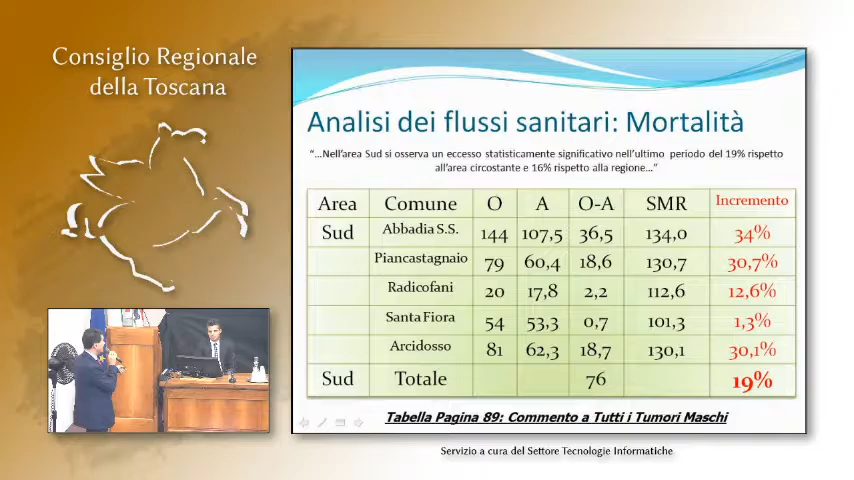 Consiglio Regionale
della Toscana
Analisi dei flussi sanitari: Mortalità
"...Nell'area Sud si osserva un eccesso statisticamente significativo nell'ultimo periodo del 19% rispetto
all'area circostante e 16% rispetto alla regione..."
Area Comune O A O-A SMR Incremento
Sud Abbadia S.S. 144 107,5 36,5 134,0 34%
Piancastagnaio 79 60,4 18,6 130,7 30,7%
Radicofani 20 17,8 2,2 112,6 12,6%
Santa Fiora 54 53,3 0,7 101,3 1,3%
Arcidosso 81 62,3 18,7 130,1 30,1%
Sud Totale 76 19%
Tabella Pagina 89: Commento a Tutti i Tumori Maschi
Servizio a cura del Settore Tecnologie Informatiche